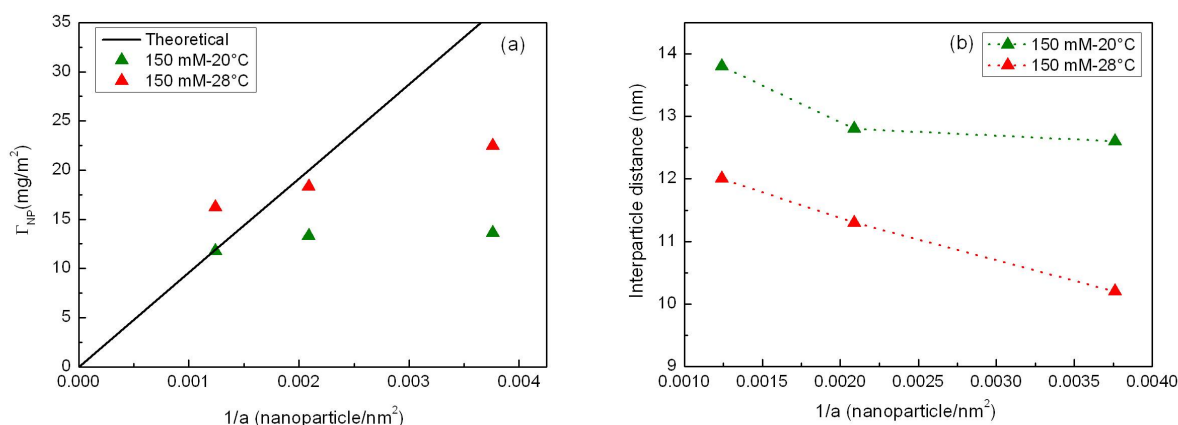 35
30
25
20
15
10
5
0
Γ_NP(mg/m²)
Theoretical
150 mM-20°C
150 mM-28°C
(a)
0.000 0.001 0.002 0.003 0.004
1/a (nanoparticle/nm²)
14
13
12
11
10
9
Interparticle distance (nm)
(b)
150 mM-20°C
150 mM-28°C
0.0010 0.0015 0.0020 0.0025 0.0030 0.0035 0.0040
1/a (nanoparticle/nm²)